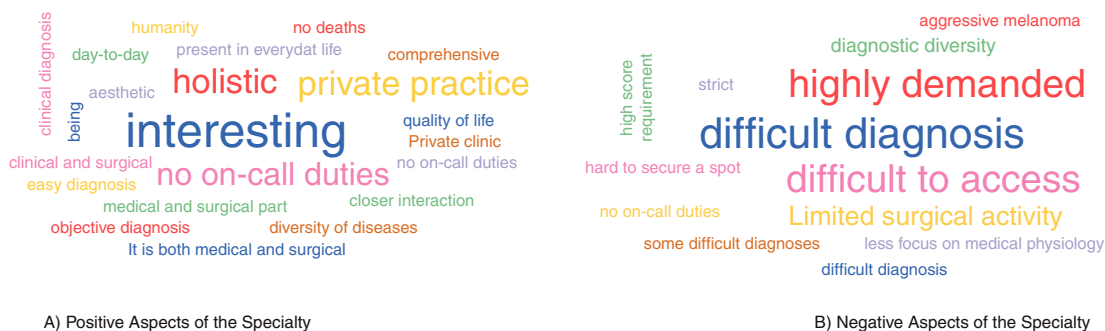 humanity
no deaths
day-to-day
present in everydat life
comprehensive
clinical diagnosis
holistic
private practice
aesthetic
being
interesting
quality of life
Private clinic
clinical and surgical
no on-call duties
no on-call duties
easy diagnosis
medical and surgical part
closer interaction
objective diagnosis
diversity of diseases
It is both medical and surgical
A) Positive Aspects of the Specialty
aggressive melanoma
diagnostic diversity
high score
requirement
strict
highly demanded
difficult diagnosis
hard to secure a spot
difficult to access
no on-call duties
Limited surgical activity
some difficult diagnoses
less focus on medical physiology
difficult diagnosis
B) Negative Aspects of the Specialty